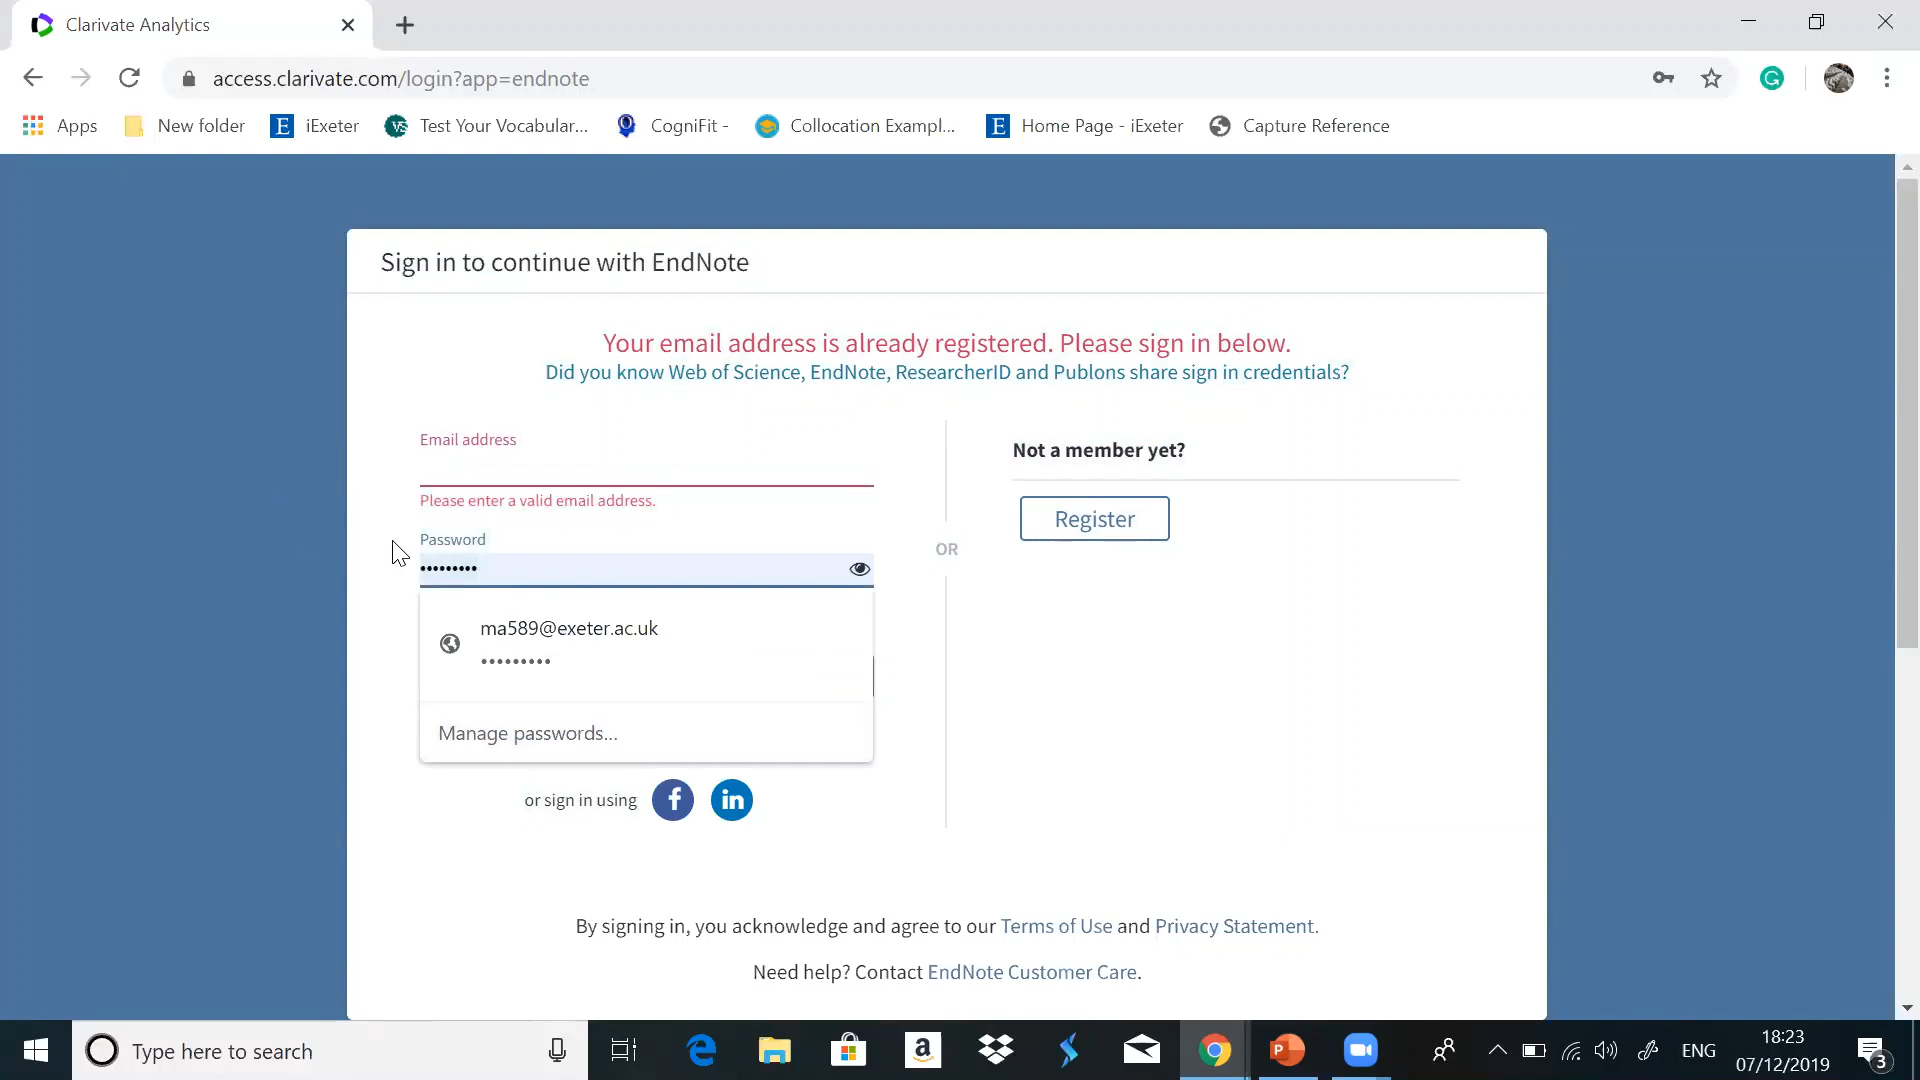 Clarivate Analytics
access.clarivate.com/login?app=endnote
Apps
New folder
iExeter
Test Your Vocabular...
CogniFit -
Collocation Exampl...
Home Page - iExeter
Capture Reference
Sign in to continue with EndNote
Your email address is already registered. Please sign in below.
Did you know Web of Science, EndNote, ResearcherID and Publons share sign in credentials?
Email address
Please enter a valid email address.
Password
•••••••••
ma589@exeter.ac.uk
•••••••••
Manage passwords...
or sign in using
OR
Not a member yet?
Register
By signing in, you acknowledge and agree to our Terms of Use and Privacy Statement.
Need help? Contact EndNote Customer Care.
Type here to search
ENG
18:23
07/12/2019
3